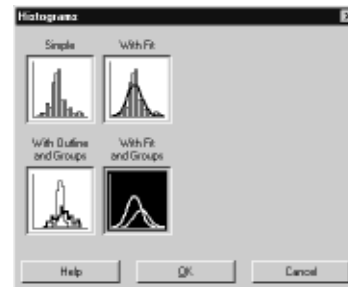 Histograms
Simple
With Fit
With Outline
and Groups
With Fit
and Groups
Help
OK
Cancel